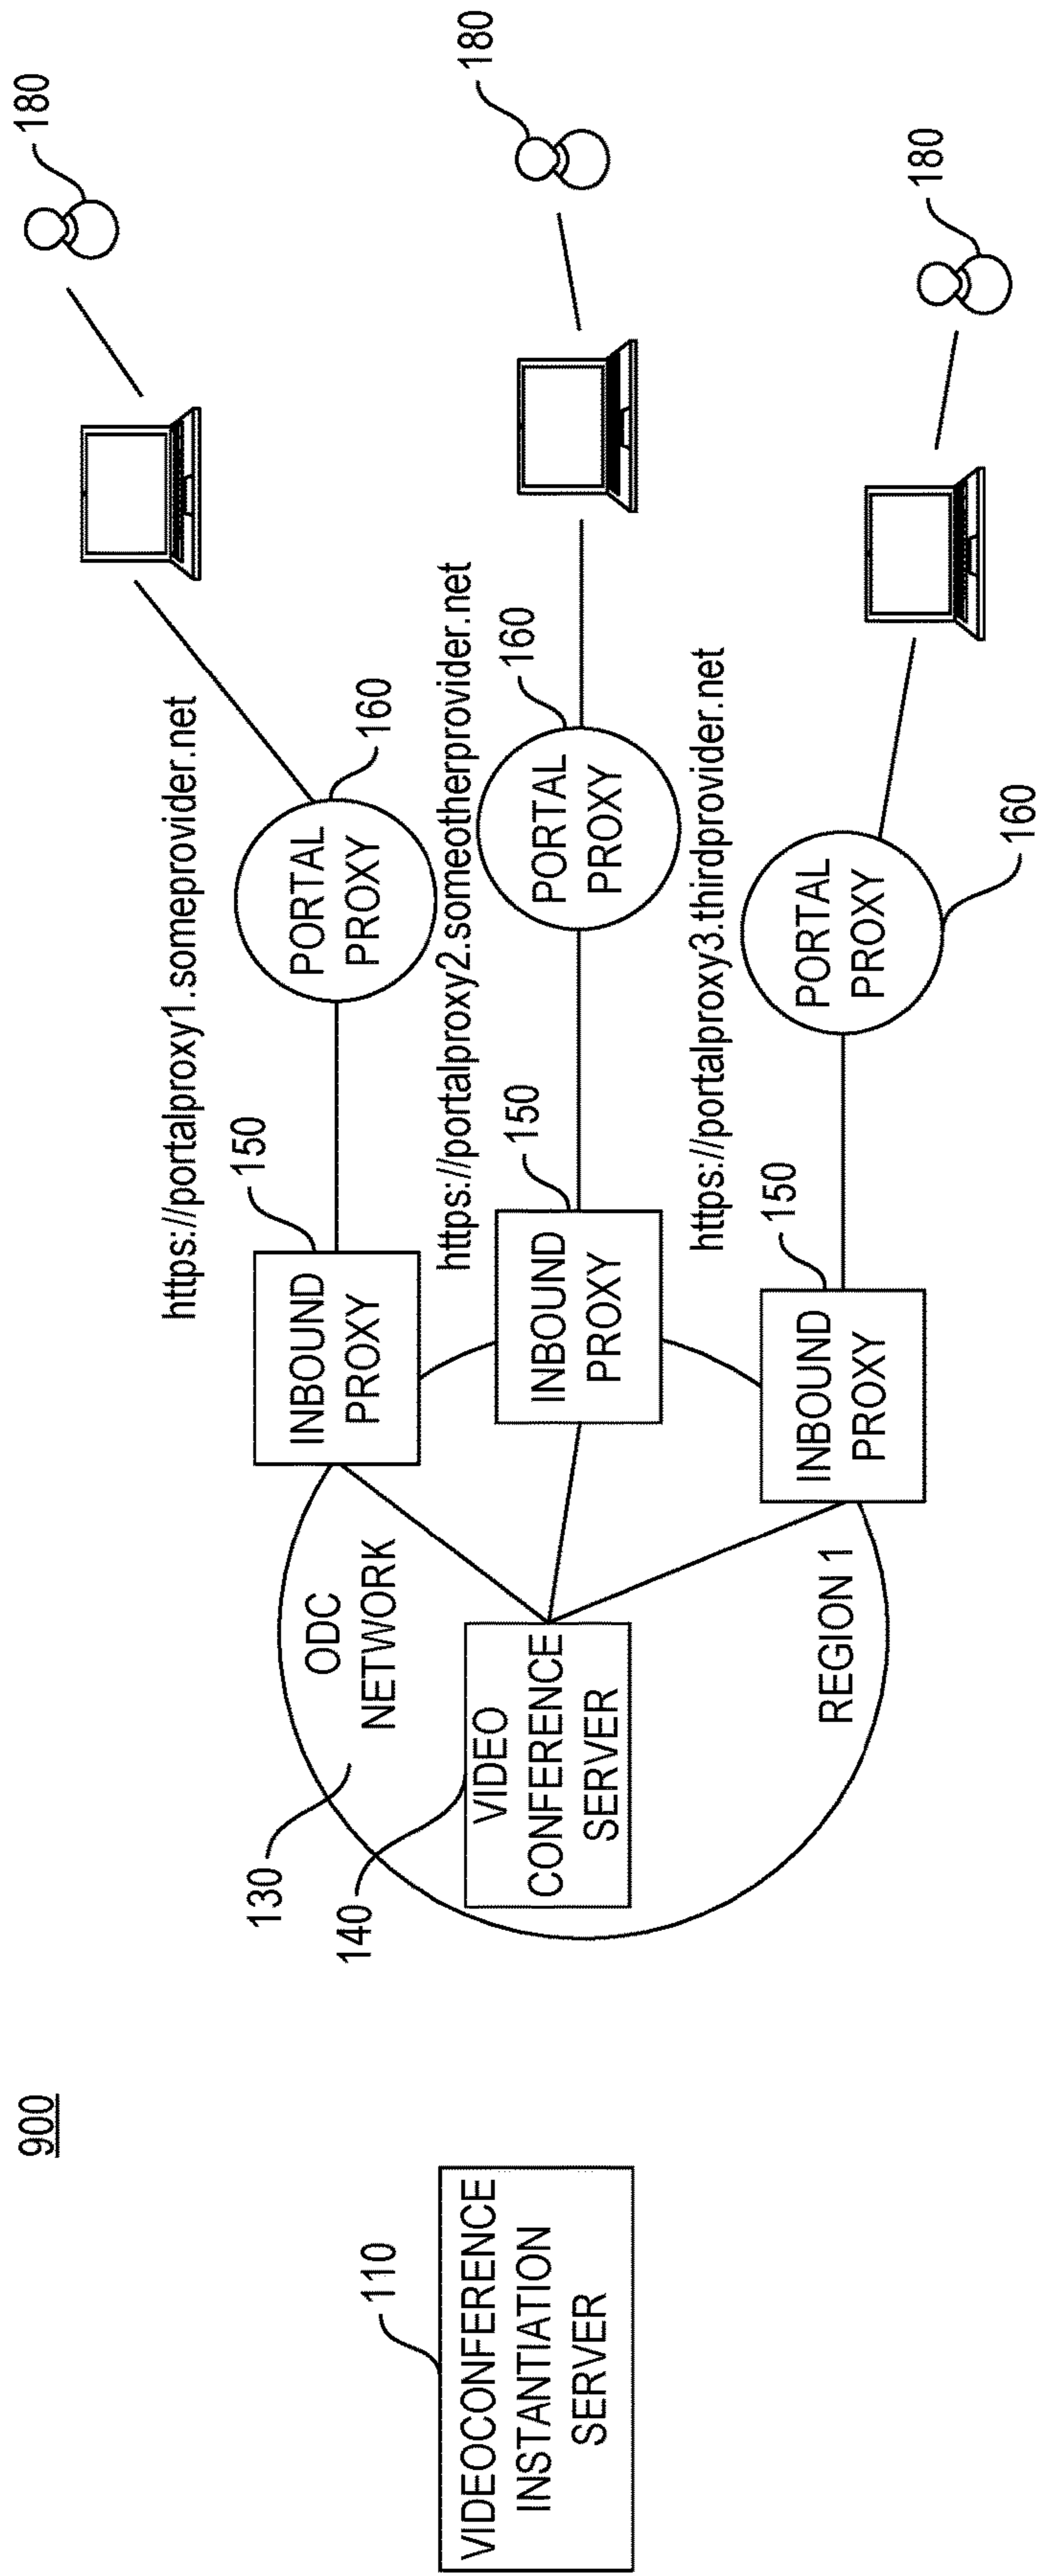 900
VIDEOCONFERENCE
INSTANTIATION
SERVER
110
130
140
ODC
NETWORK
VIDEO
CONFERENCE
SERVER
REGION 1
https://portalproxy1.someprovider.net
INBOUND
PROXY
150
PORTAL
PROXY
160
180
https://portalproxy2.someotherprovider.net
INBOUND
PROXY
150
PORTAL
PROXY
160
180
https://portalproxy3.thirdprovider.net
INBOUND
PROXY
150
PORTAL
PROXY
160
180